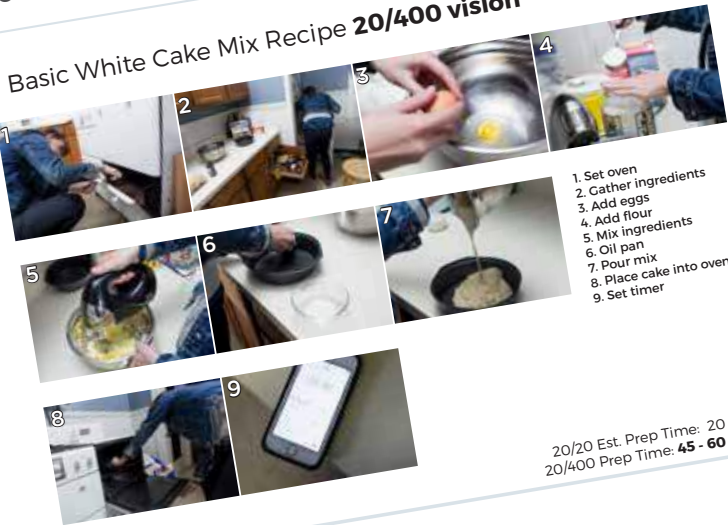 Basic White Cake Mix Recipe 20/400 vision
1
2
3
4
1. Set oven
2. Gather ingredients
3. Add eggs
4. Add flour
5. Mix ingredients
6. Oil pan
7. Pour mix
8. Place cake into oven
9. Set timer
5
6
7
8
9
20/20 Est. Prep Time: 20
20/400 Prep Time: 45 - 60